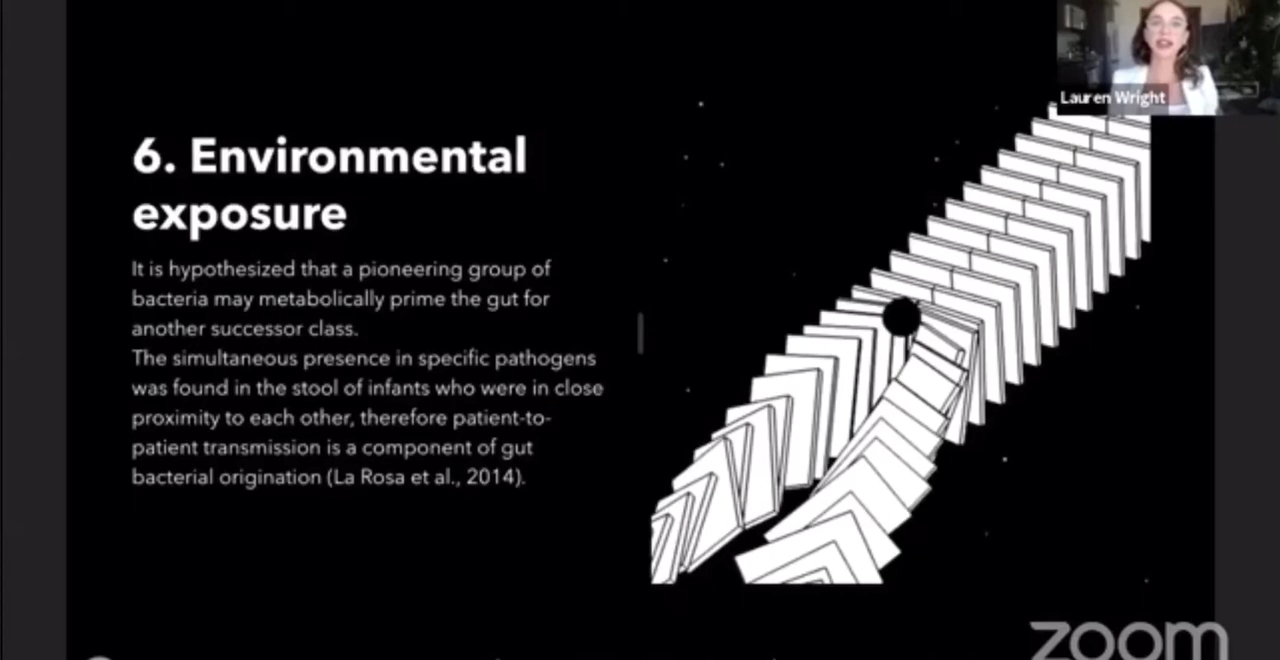 Lauren Wright
6. Environmental
exposure
It is hypothesized that a pioneering group of
bacteria may metabolically prime the gut for
another successor class.
The simultaneous presence in specific pathogens
was found in the stool of infants who were in close
proximity to each other, therefore patient-to-
patient transmission is a component of gut
bacterial origination (La Rosa et al., 2014).
zoom